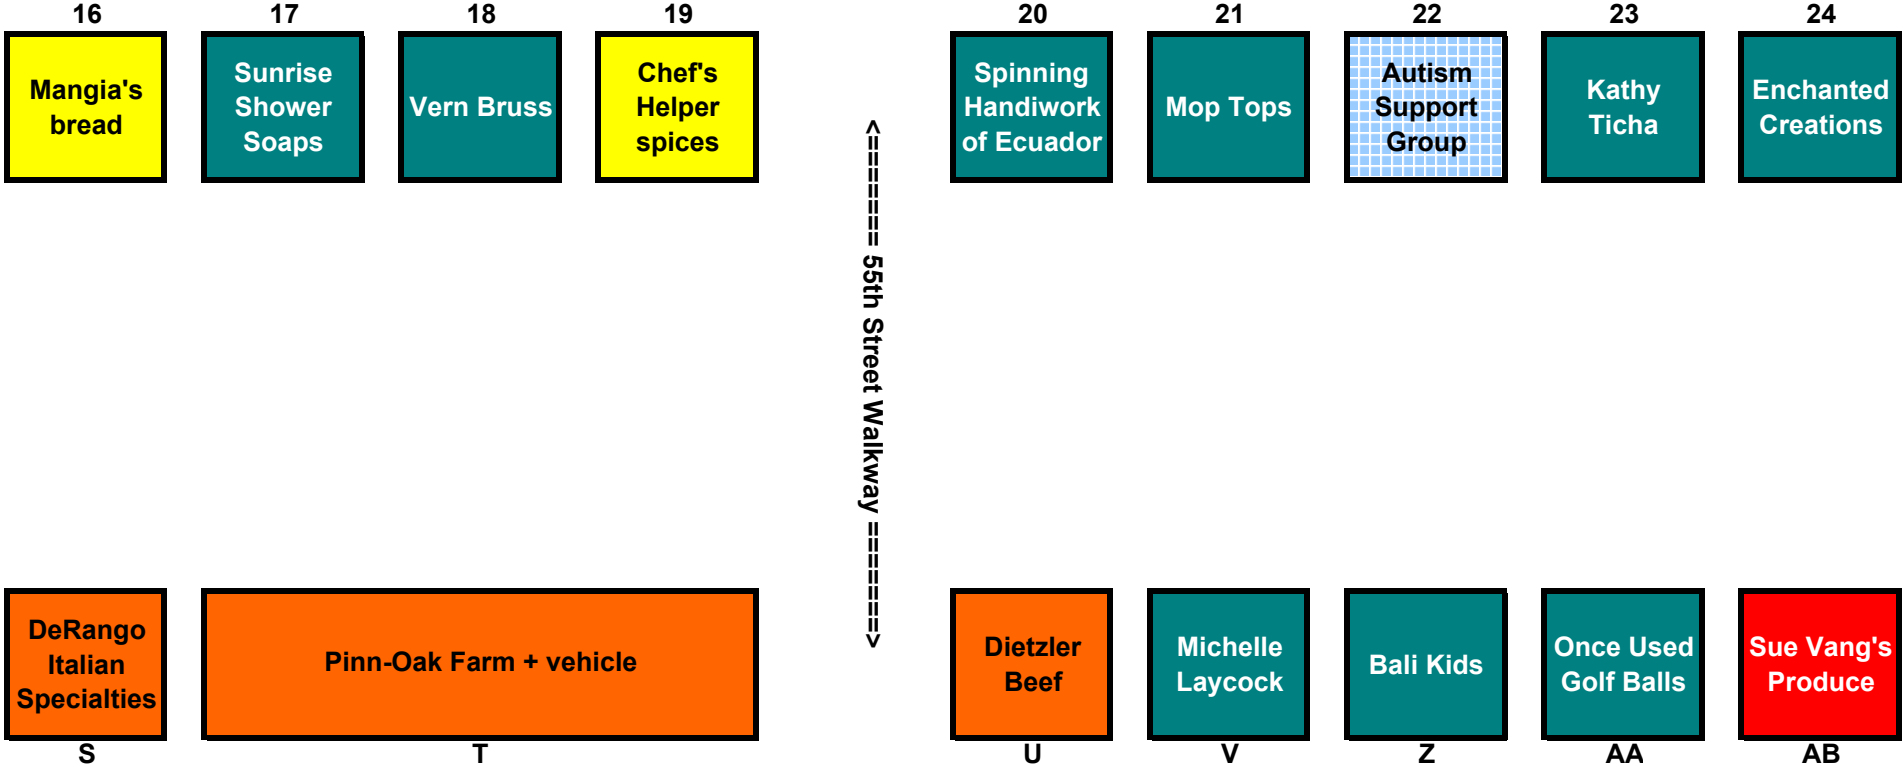 16 17 18 19 20 21 22 23 24
Mangia's
bread
Sunrise
Shower
Soaps
Vern Bruss
Chef's
Helper
spices
Spinning
Handiwork
of Ecuador
Mop Tops
Autism
Support
Group
Kathy
Ticha
Enchanted
Creations
<======== 55th Street Walkway ========>
DeRango
Italian
Specialties
Pinn-Oak Farm + vehicle
Dietzler
Beef
Michelle
Laycock
Bali Kids
Once Used
Golf Balls
Sue Vang's
Produce
S T U V Z AA AB